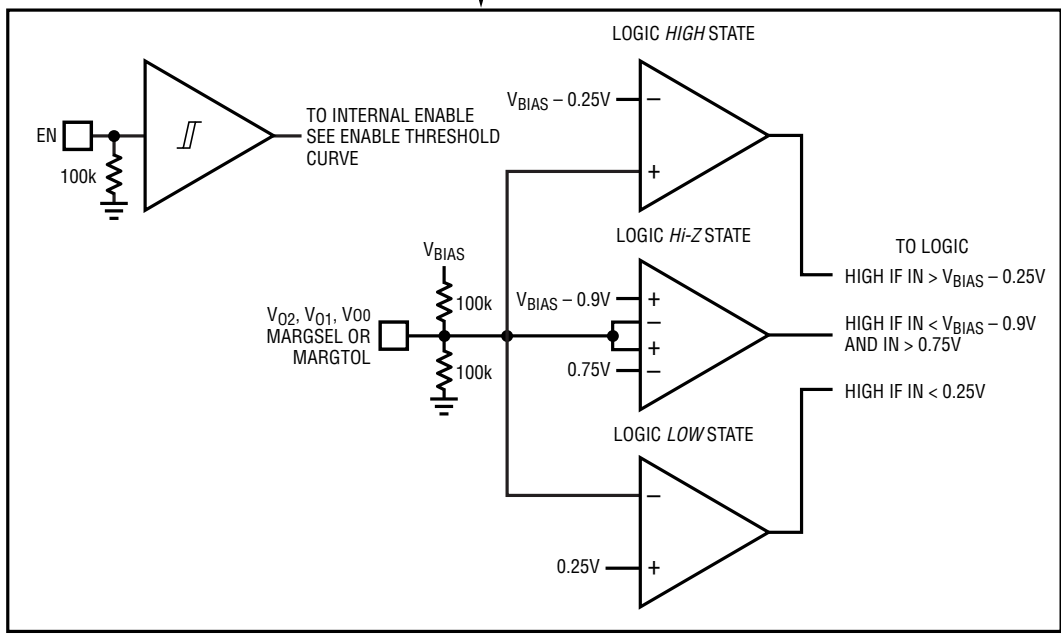 LOGIC HIGH STATE
VBIAS – 0.25V
–
+
EN
100k
TO INTERNAL ENABLE
SEE ENABLE THRESHOLD
CURVE
LOGIC Hi-Z STATE
VBIAS
100k
VBIAS – 0.9V
+
–
+
–
0.75V
VO2, VO1, VO0
MARGSEL OR
MARGTOL
100k
TO LOGIC
HIGH IF IN > VBIAS – 0.25V
HIGH IF IN < VBIAS – 0.9V
AND IN > 0.75V
HIGH IF IN < 0.25V
LOGIC LOW STATE
–
0.25V
+